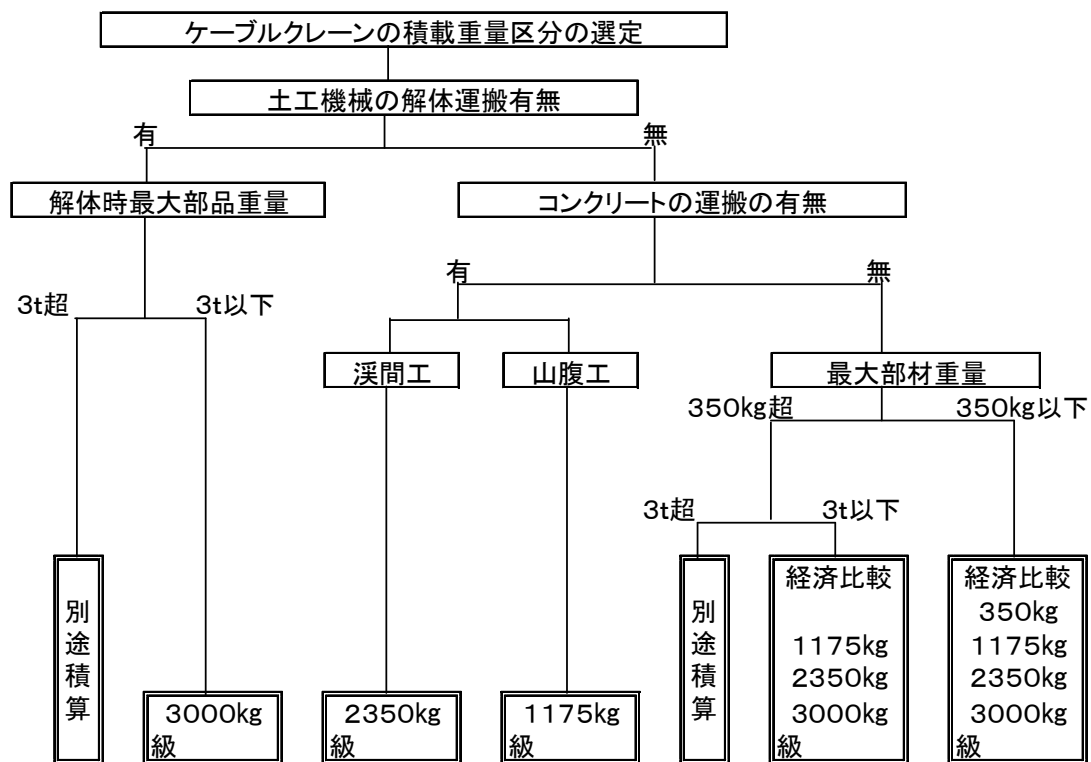 ケーブルクレーンの積載重量区分の選定
土工機械の解体運搬有無
有
無
解体時最大部品重量
コンクリートの運搬の有無
有
無
3t超
3t以下
渓間工
山腹工
最大部材重量
350kg超
350kg以下
3t超
3t以下
別途積算
3000kg
級
2350kg
級
1175kg
級
別途積算
経済比較
1175kg
2350kg
3000kg
級
経済比較
350kg
1175kg
2350kg
3000kg
級